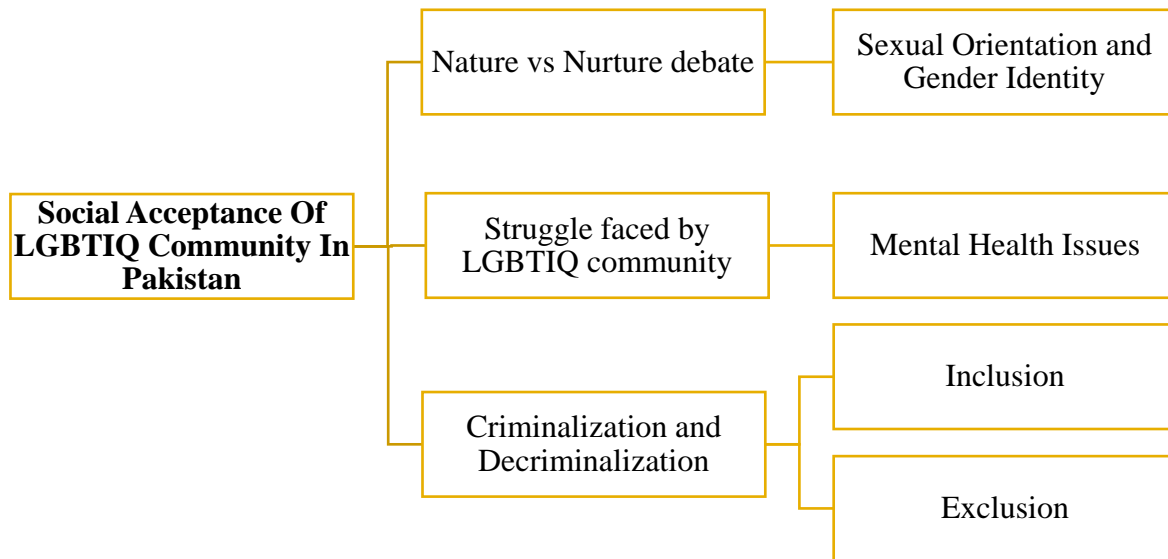 Social Acceptance Of
LGBTIQ Community In
Pakistan
Nature vs Nurture debate
Sexual Orientation and
Gender Identity
Struggle faced by
LGBTIQ community
Mental Health Issues
Criminalization and
Decriminalization
Inclusion
Exclusion